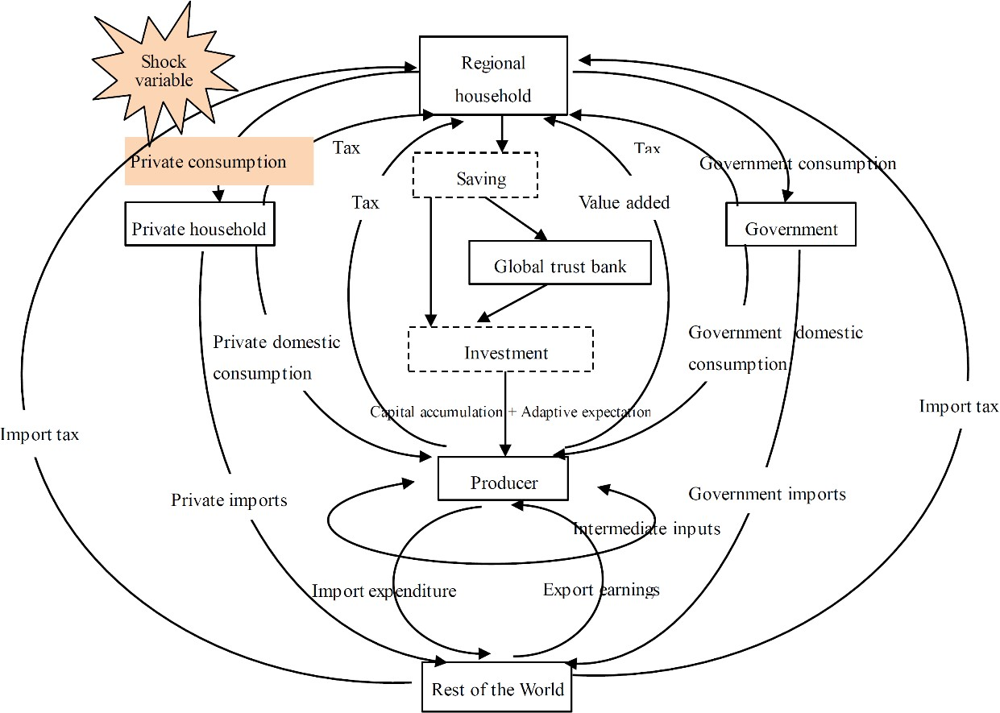 Shock
variable
Regional
household
Private consumption
Tax
Tax
Government consumption
Saving
Tax
Value added
Private household
Government
Global trust bank
Private domestic
consumption
Government domestic
consumption
Investment
Capital accumulation + Adaptive expectation
Import tax
Import tax
Producer
Private imports
Government imports
Intermediate inputs
Import expenditure
Export earnings
Rest of the World